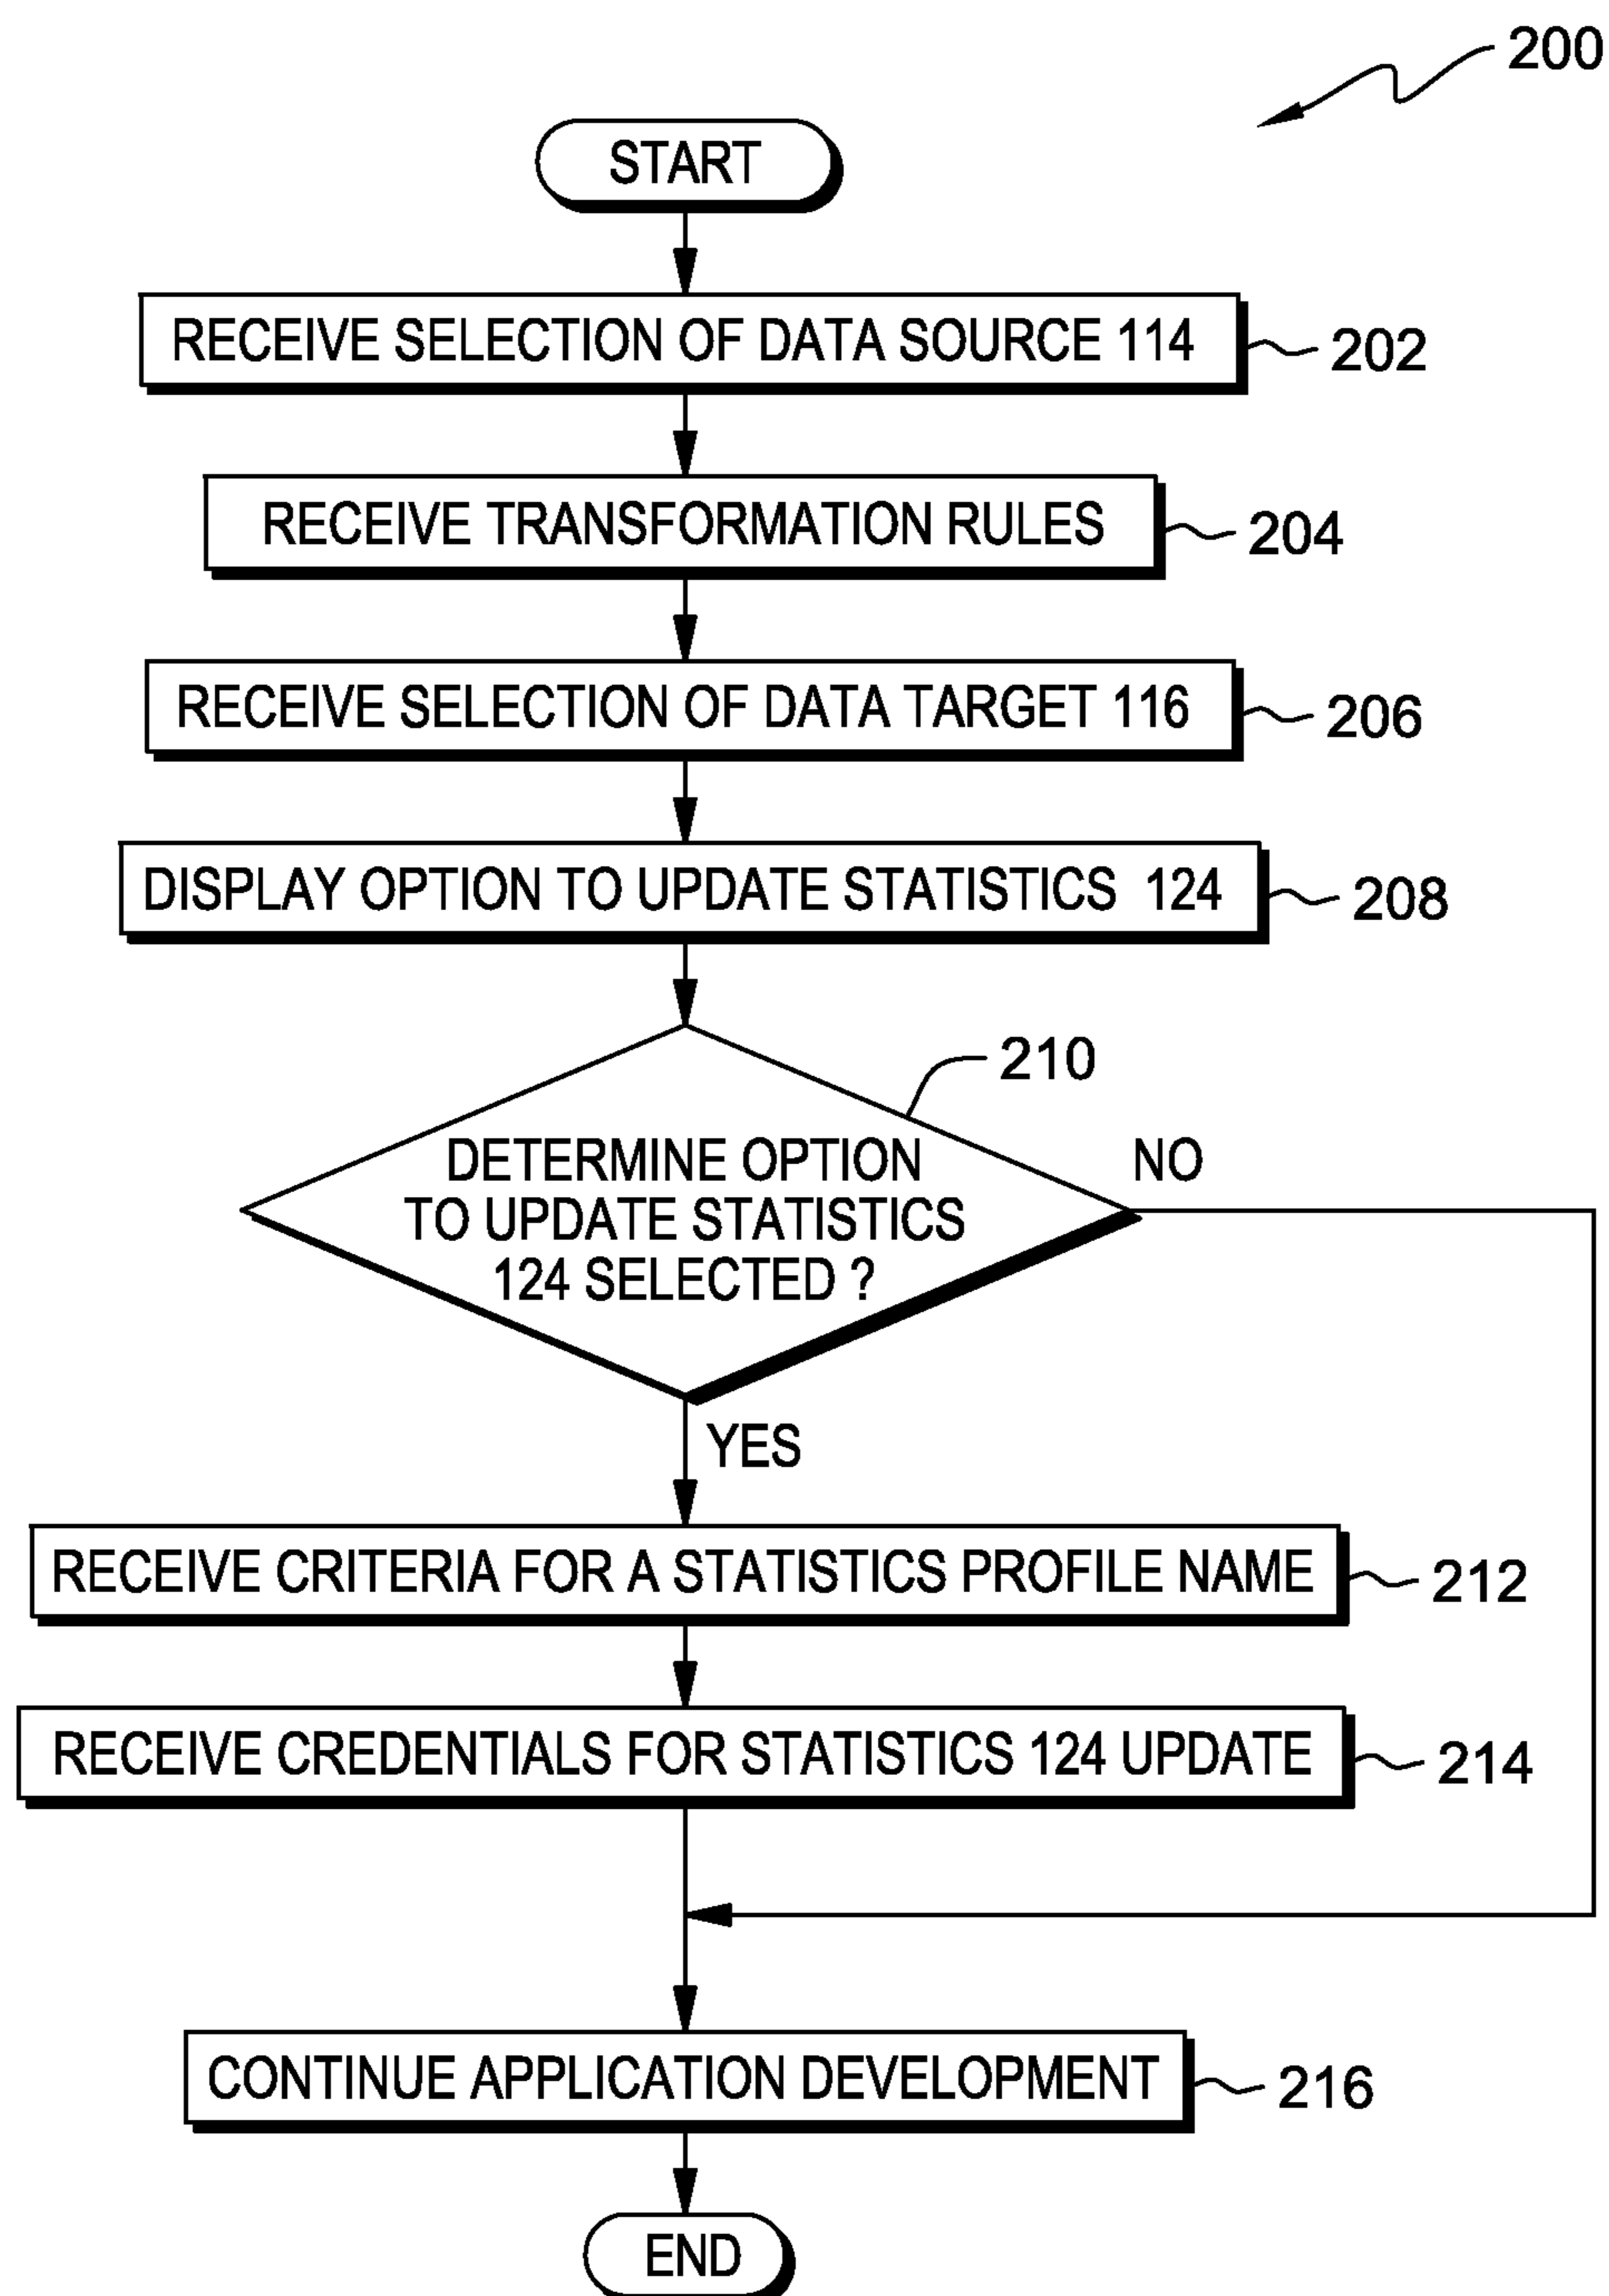 200
START
RECEIVE SELECTION OF DATA SOURCE 114
202
RECEIVE TRANSFORMATION RULES
204
RECEIVE SELECTION OF DATA TARGET 116
206
DISPLAY OPTION TO UPDATE STATISTICS 124
208
210
DETERMINE OPTION
TO UPDATE STATISTICS
124 SELECTED ?
NO
YES
RECEIVE CRITERIA FOR A STATISTICS PROFILE NAME
212
RECEIVE CREDENTIALS FOR STATISTICS 124 UPDATE
214
CONTINUE APPLICATION DEVELOPMENT
216
END